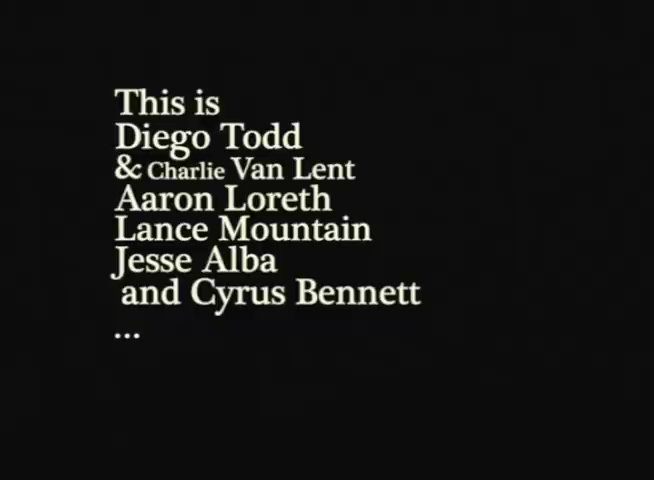 This is
Diego Todd
& Charlie Van Lent
Aaron Loreth
Lance Mountain
Jesse Alba
and Cyrus Bennett
...